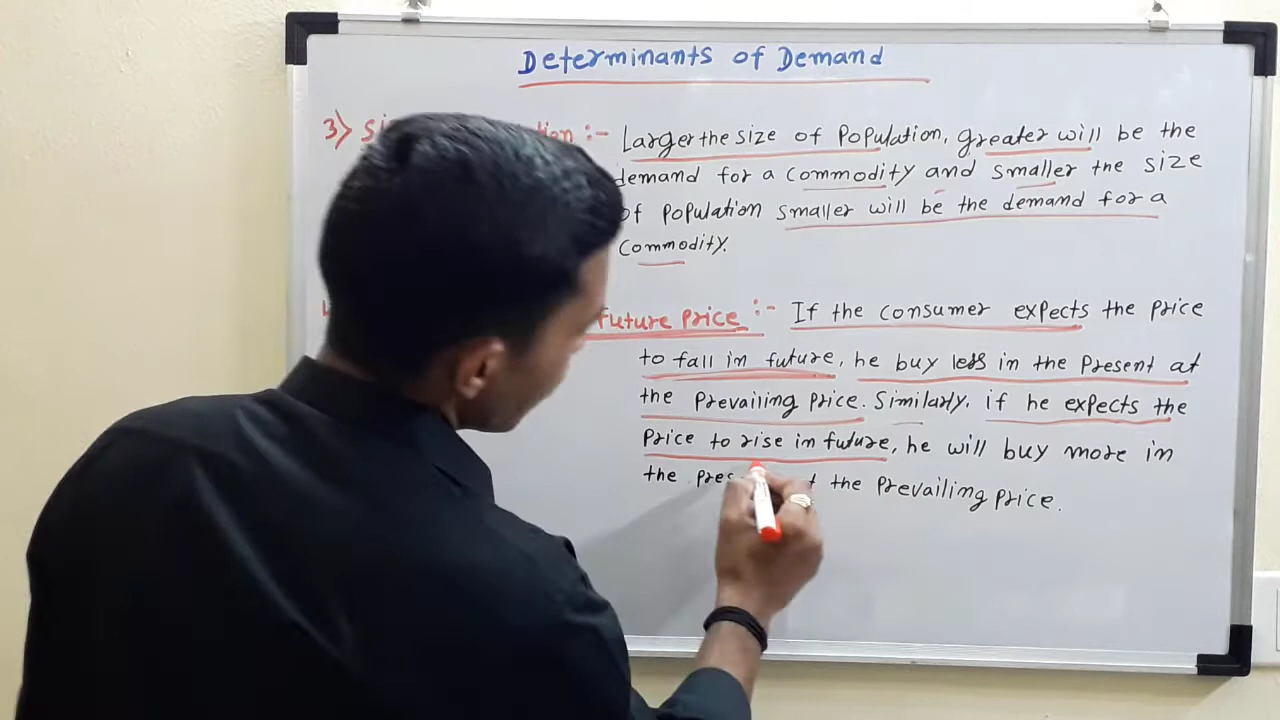 Determinants of Demand
3) :- Larger the size of Population, greater will be the
demand for a Commodity and smaller the size
of Population smaller will be the demand for a
Commodity.
future Price :- If the consumer expects the price
to fall in future, he buy less in the Present at
the Prevailing Price. Similarly, if he expects the
Price to rise in future, he will buy more in
the the Prevailing Price.